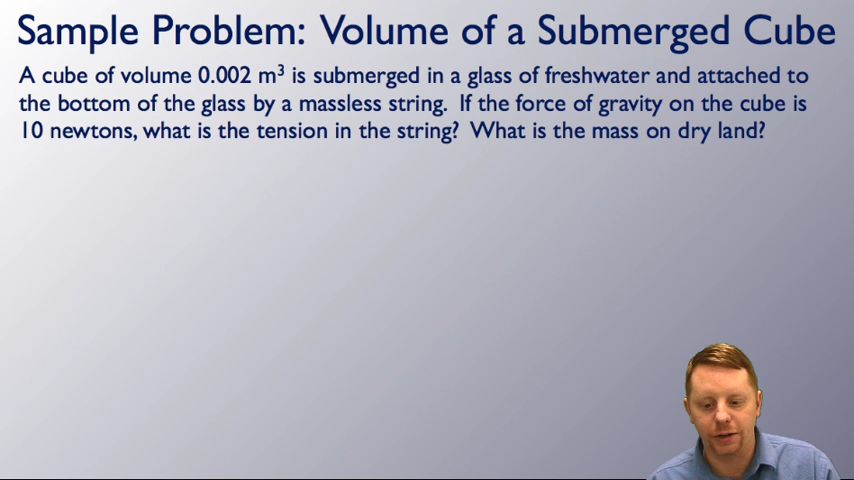 Sample Problem: Volume of a Submerged Cube
A cube of volume 0.002 m³ is submerged in a glass of freshwater and attached to
the bottom of the glass by a massless string. If the force of gravity on the cube is
10 newtons, what is the tension in the string? What is the mass on dry land?